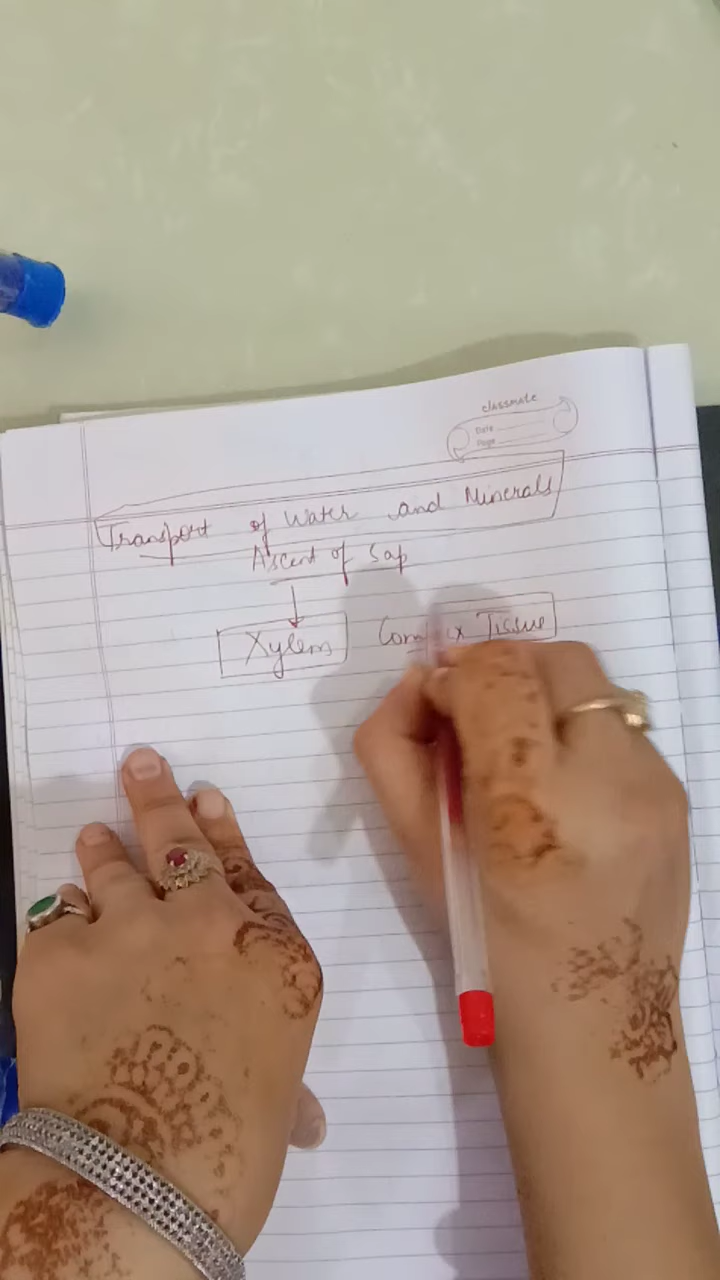 classmate
Date
Page
Transport of Water and Minerals
Ascent of Sap
Xylem Tissue